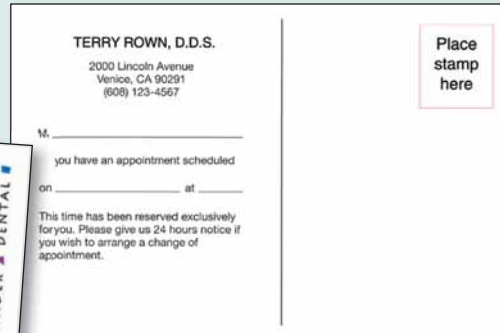 TERRY ROWN, D.D.S.
2000 Lincoln Avenue
Venice, CA 90291
(608) 123-4567
M.
you have an appointment scheduled
on at
This time has been reserved exclusively
foryou. Please give us 24 hours notice if
you wish to arrange a change of
appointment.
Place
stamp
here
DENTAL